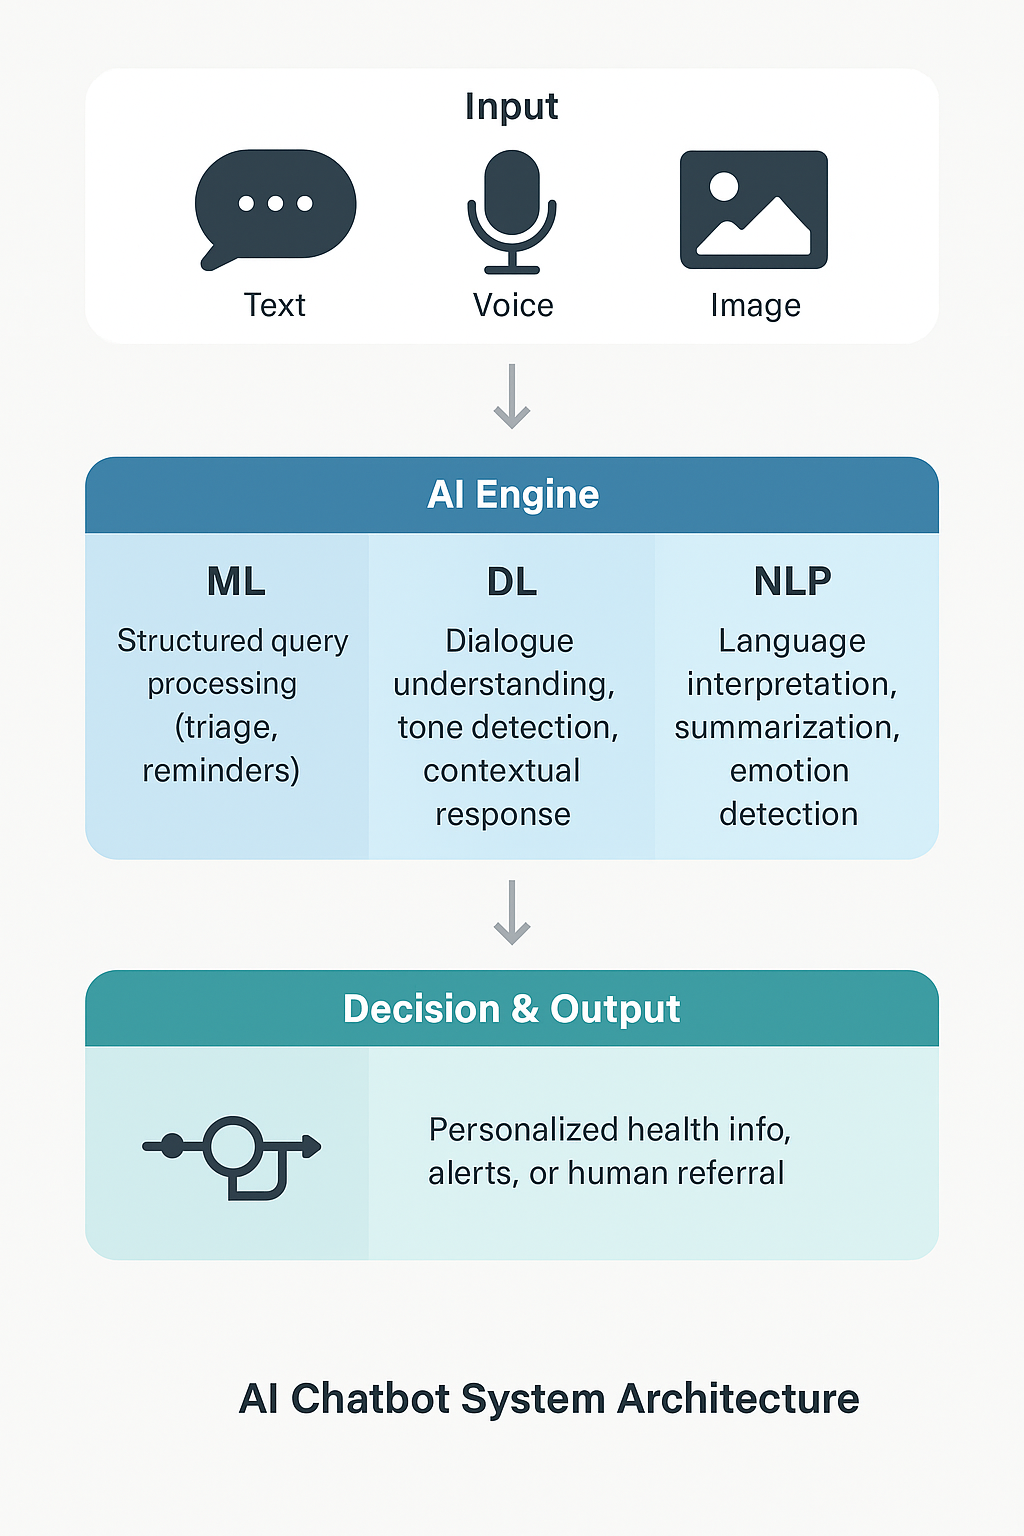 Input
Text
Voice
Image
AI Engine
ML
Structured query
processing
(triage,
reminders)
DL
Dialogue
understanding,
tone detection,
contextual
response
NLP
Language
interpretation,
summarization,
emotion
detection
Decision & Output
Personalized health info,
alerts, or human referral
AI Chatbot System Architecture